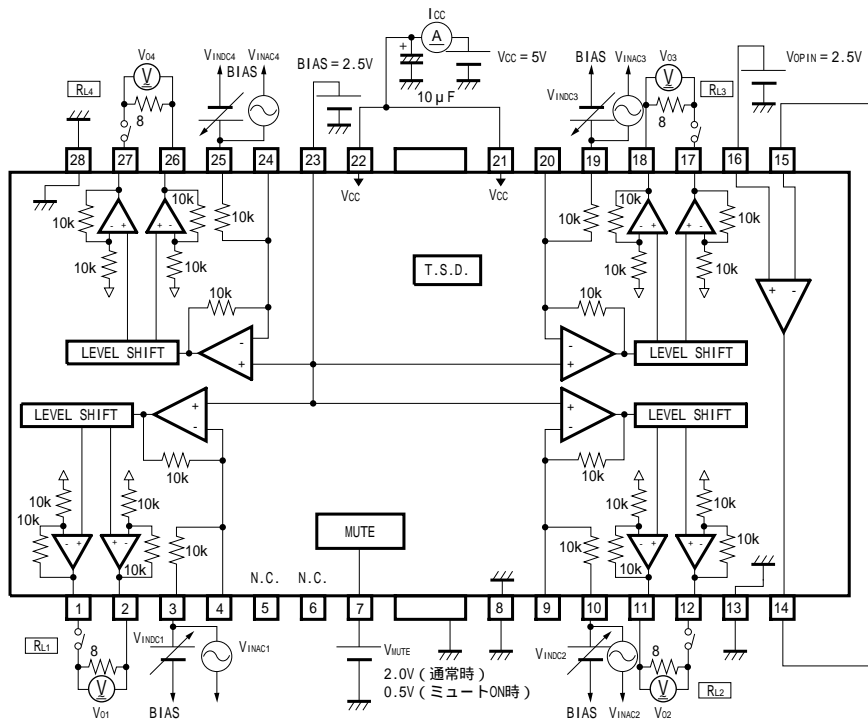 ICC
A
VO4
V
RL4
8
VINDC4
VINAC4
BIAS
BIAS = 2.5V
10μF
VCC = 5V
VINDC3
VINAC3
BIAS
VO3
V
RL3
8
VOPIN = 2.5V
28 27 26 25 24 23 22 21 20 19 18 17 16 15
VCC
VCC
10k 10k 10k 10k 10k
10k 10k 10k 10k 10k
- + + -
- + + -
T.S.D.
10k
10k
+ -
LEVEL SHIFT
-
+
-
+
LEVEL SHIFT
LEVEL SHIFT
+
-
+
-
LEVEL SHIFT
10k
10k
10k 10k 10k 10k 10k
10k 10k 10k 10k 10k
- + + -
- + + -
MUTE
N.C. N.C.
1 2 3 4 5 6 7 8 9 10 11 12 13 14
RL1
8
V
VO1
VINDC1
VINAC1
BIAS
VMUTE
2.0V(通常時)
0.5V(ミュートON時)
VINDC2
VINAC2
BIAS
8
V
VO2
RL2